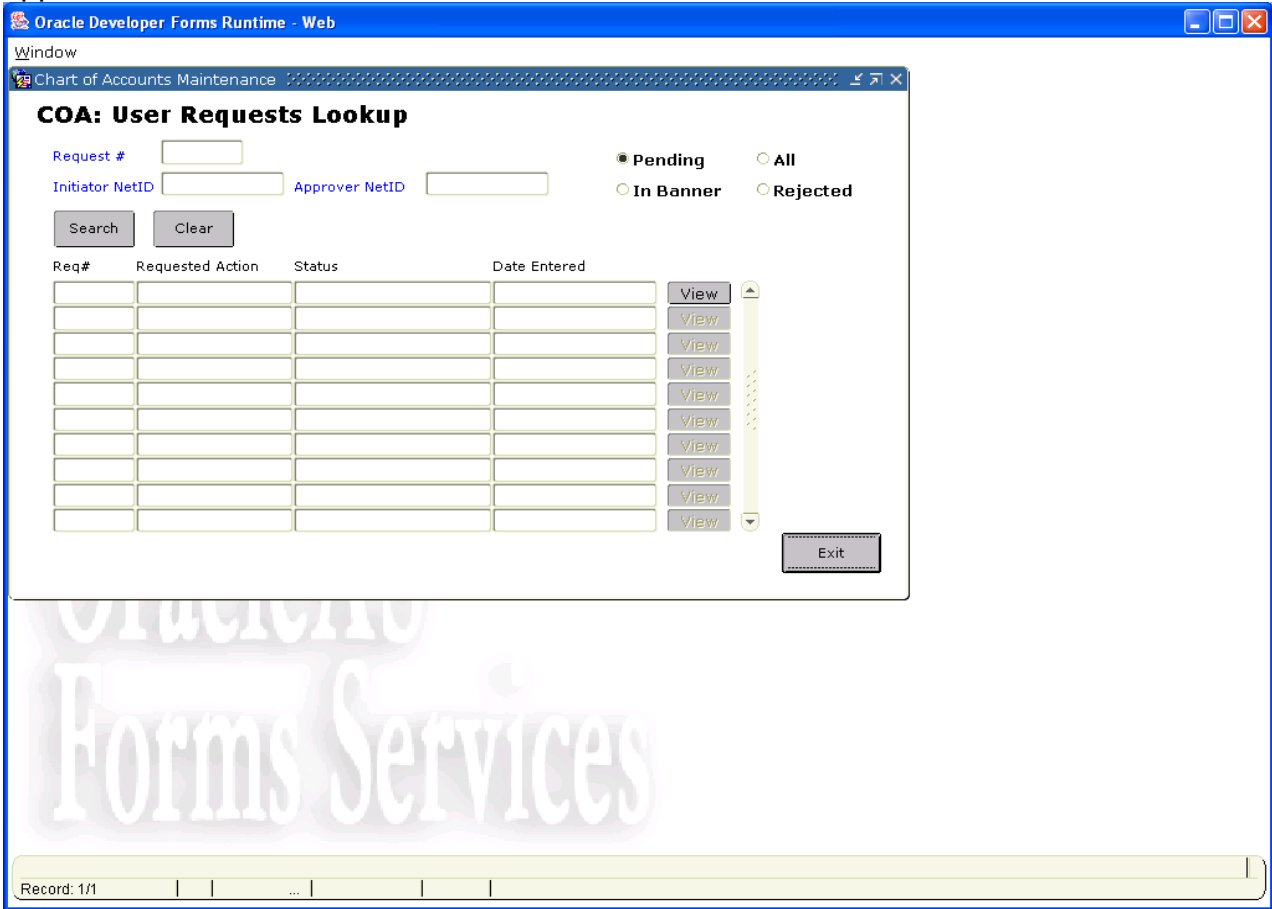 Oracle Developer Forms Runtime - Web
Window
Chart of Accounts Maintenance
COA: User Requests Lookup
Request #
Pending All
Initiator NetID Approver NetID In Banner Rejected
Search Clear
Req# Requested Action Status Date Entered
View
View
View
View
View
View
View
View
View
View
Exit
Forms Services
Record: 1/1 ...